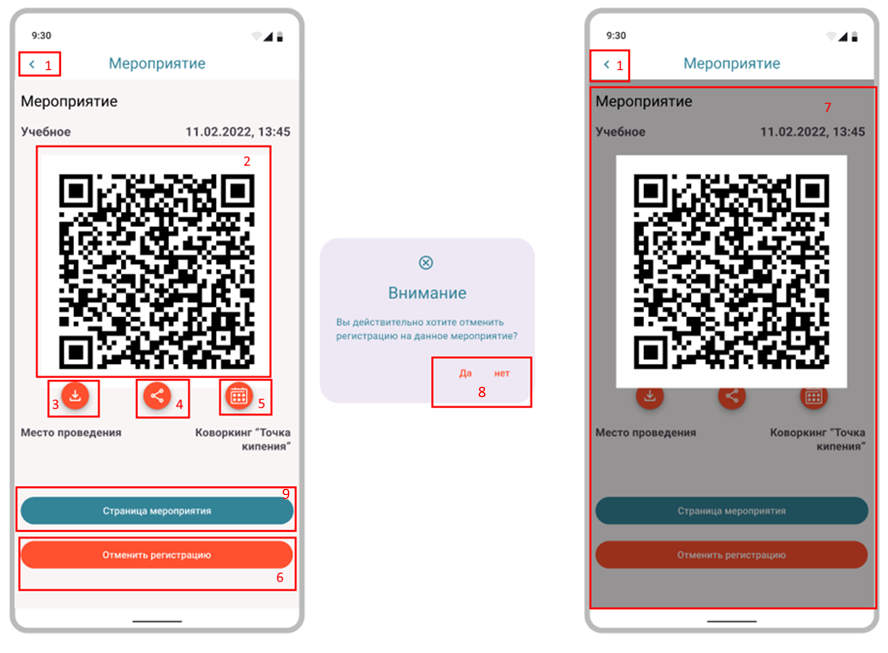 9:30
1
Мероприятие
Мероприятие
Учебное 11.02.2022, 13:45
2
3
4
5
Место проведения Коворкинг “Точка
кипения”
9
Страница мероприятия
Отменить регистрацию
6
Внимание
Вы действительно хотите отменить
регистрацию на данное мероприятие?
Да нет
8
9:30
1
Мероприятие
Мероприятие
7
Учебное 11.02.2022, 13:45
Место проведения Коворкинг “Точка
кипения”
Страница мероприятия
Отменить регистрацию